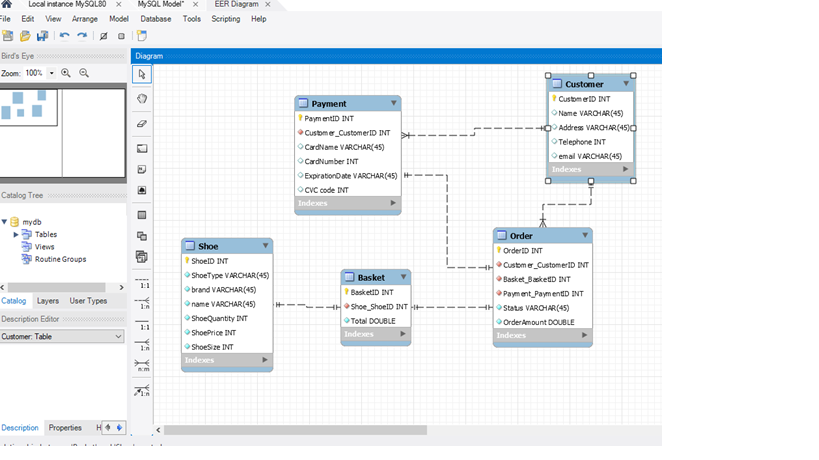 Local instance MySQL80 × MySQL Model* × EER Diagram ×
File Edit View Arrange Model Database Tools Scripting Help
Bird's Eye
Zoom: 100%
Diagram
Payment
PaymentID INT
Customer_CustomerID INT
CardName VARCHAR(45)
CardNumber INT
ExpirationDate VARCHAR(45)
CVC code INT
Indexes
Customer
CustomerID INT
Name VARCHAR(45)
Address VARCHAR(45)
Telephone INT
email VARCHAR(45)
Indexes
Shoe
ShoeID INT
ShoeType VARCHAR(45)
brand VARCHAR(45)
name VARCHAR(45)
ShoeQuantity INT
ShoePrice INT
ShoeSize INT
Indexes
Basket
BasketID INT
Shoe_ShoeID INT
Total DOUBLE
Indexes
Order
OrderID INT
Customer_CustomerID INT
Basket_BasketID INT
Payment_PaymentID INT
Status VARCHAR(45)
OrderAmount DOUBLE
Indexes
Catalog Tree
mydb
Tables
Views
Routine Groups
Catalog Layers User Types
Description Editor
Customer: Table
Description Properties H
1:1
1:n
1:1
1:n
n:m
1:n